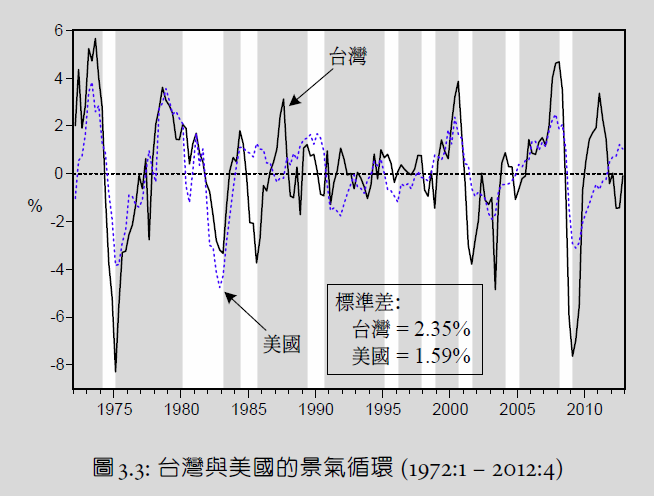 6
4
2
0
-2
-4
-6
-8
%
台灣
美國
標準差:
台灣 = 2.35%
美國 = 1.59%
1975 1980 1985 1990 1995 2000 2005 2010
圖 3.3: 台灣與美國的景氣循環 (1972:1 – 2012:4)